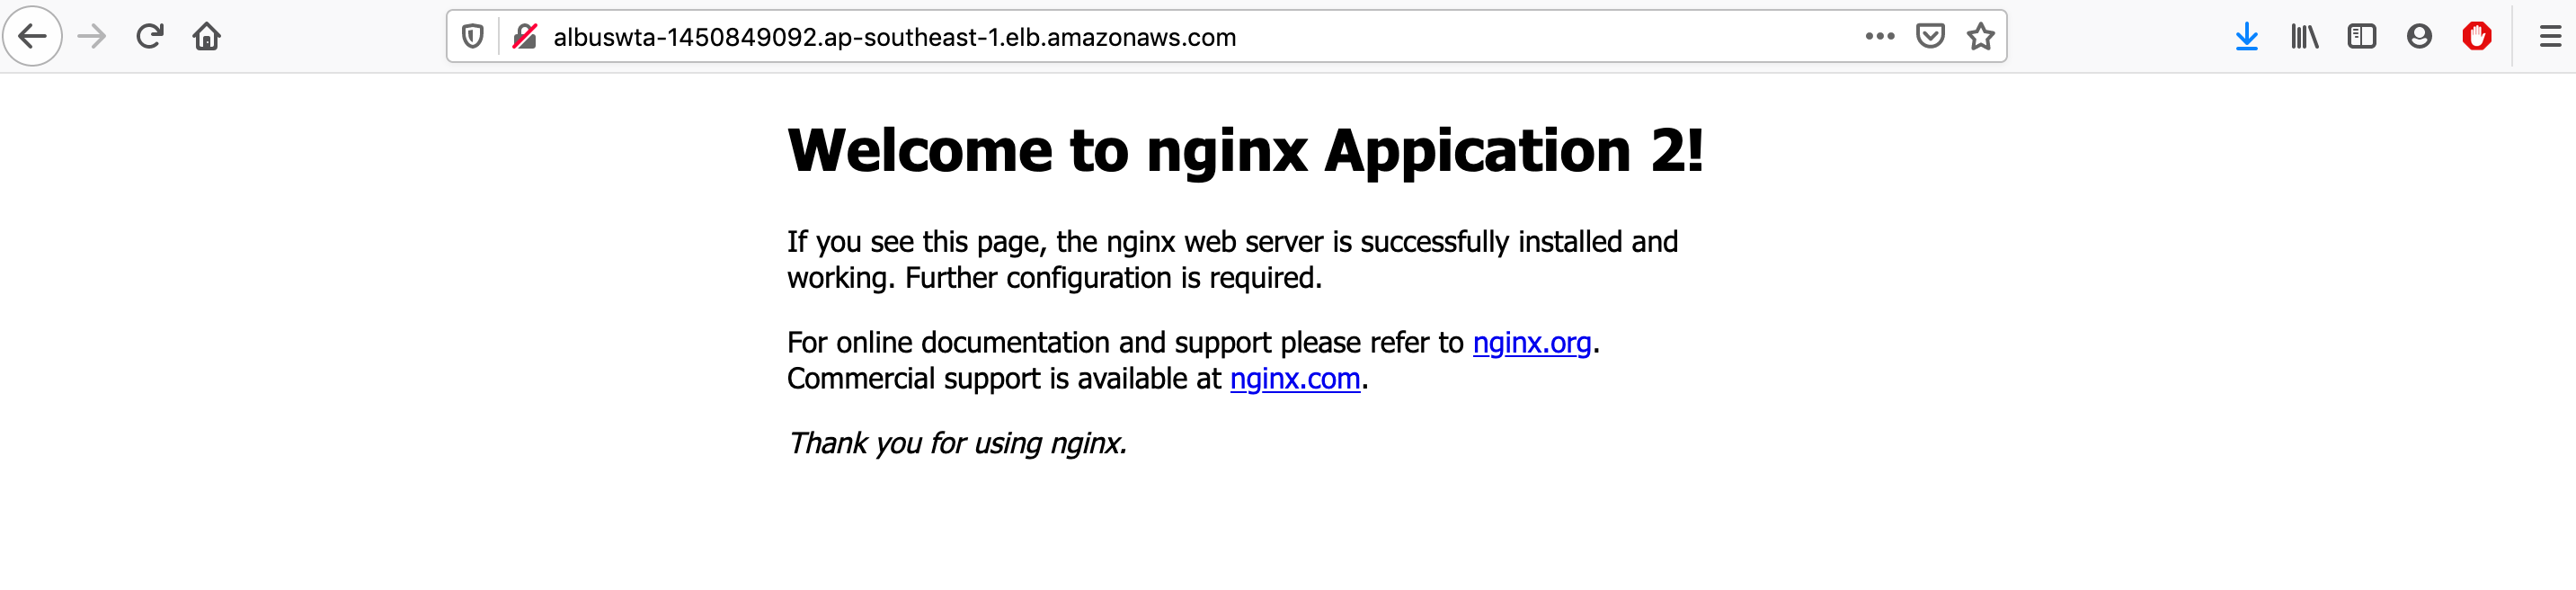 albuswta-1450849092.ap-southeast-1.elb.amazonaws.com
Welcome to nginx Appication 2!
If you see this page, the nginx web server is successfully installed and
working. Further configuration is required.
For online documentation and support please refer to nginx.org.
Commercial support is available at nginx.com.
Thank you for using nginx.